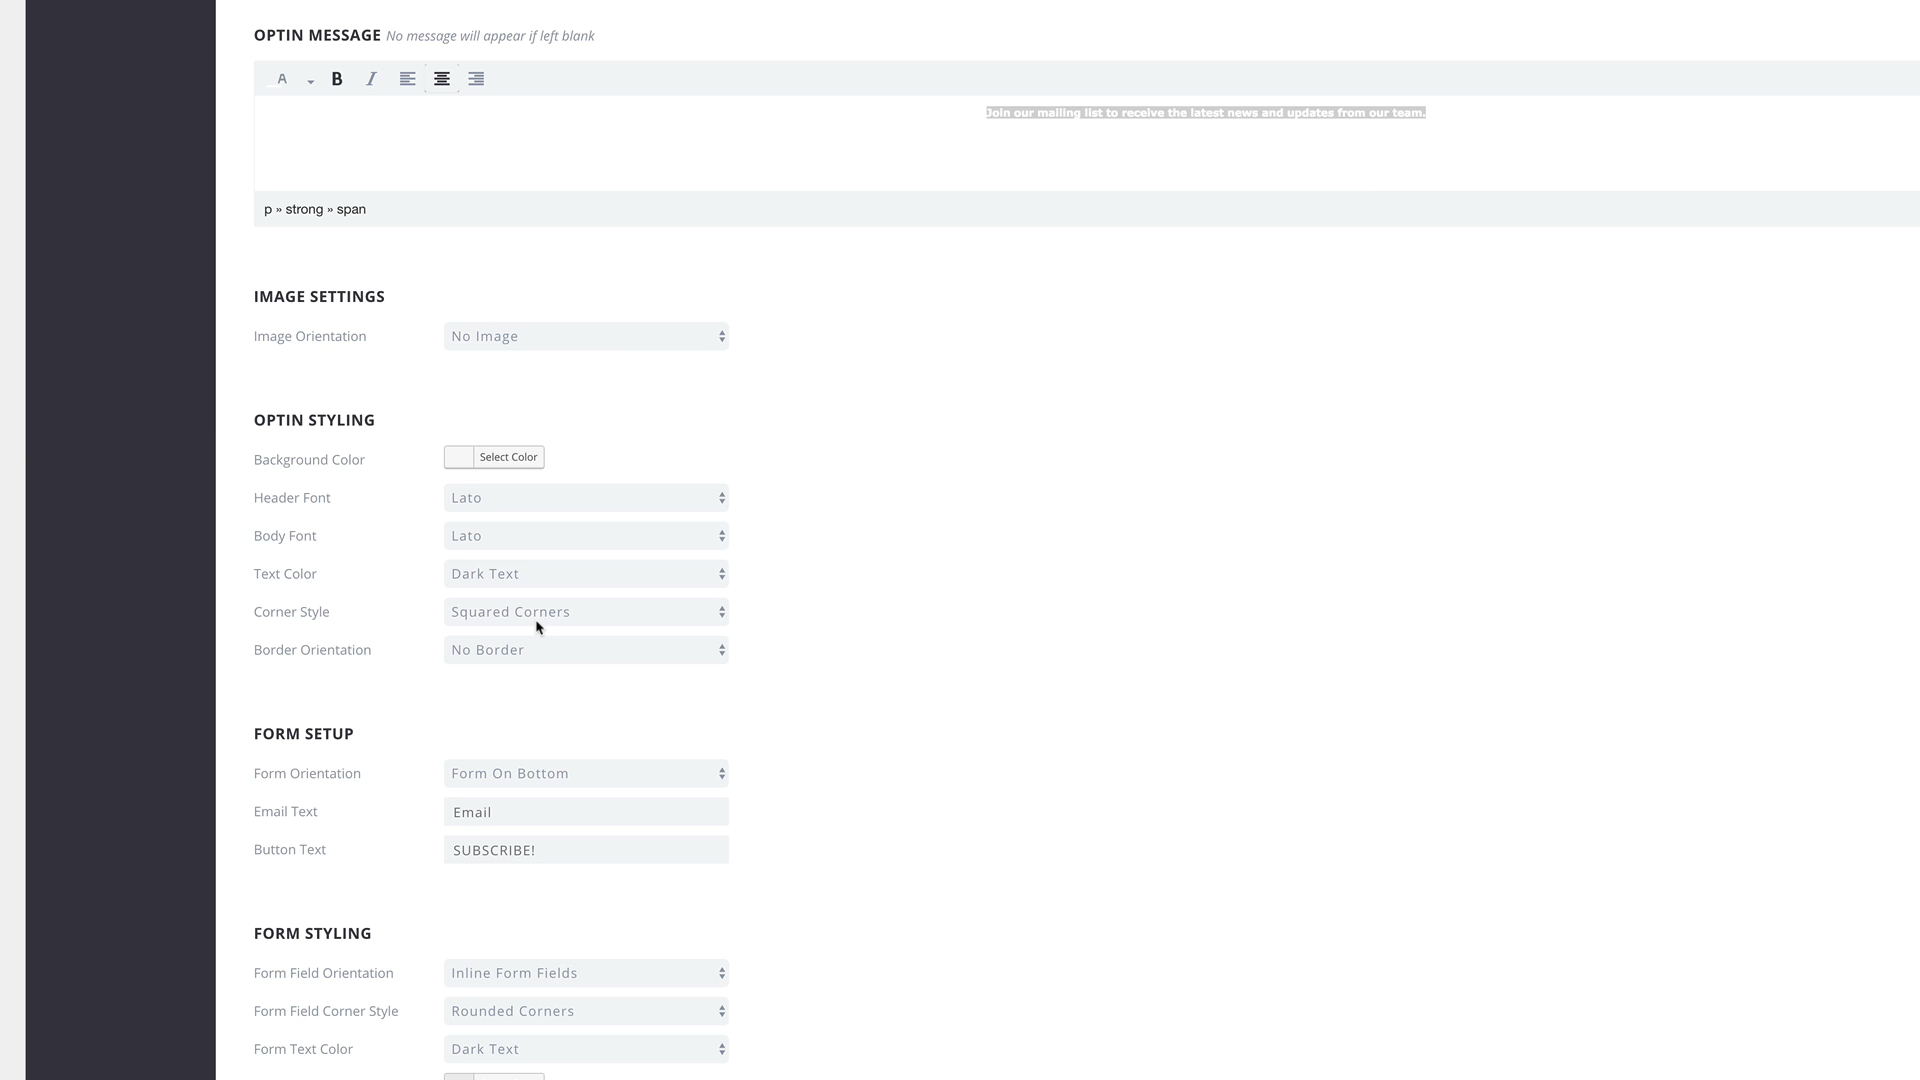 OPTIN MESSAGE No message will appear if left blank
A B I
Join our mailing list to receive the latest news and updates from our team.
p » strong » span
IMAGE SETTINGS
Image Orientation No Image
OPTIN STYLING
Background Color Select Color
Header Font Lato
Body Font Lato
Text Color Dark Text
Corner Style Squared Corners
Border Orientation No Border
FORM SETUP
Form Orientation Form On Bottom
Email Text Email
Button Text SUBSCRIBE!
FORM STYLING
Form Field Orientation Inline Form Fields
Form Field Corner Style Rounded Corners
Form Text Color Dark Text